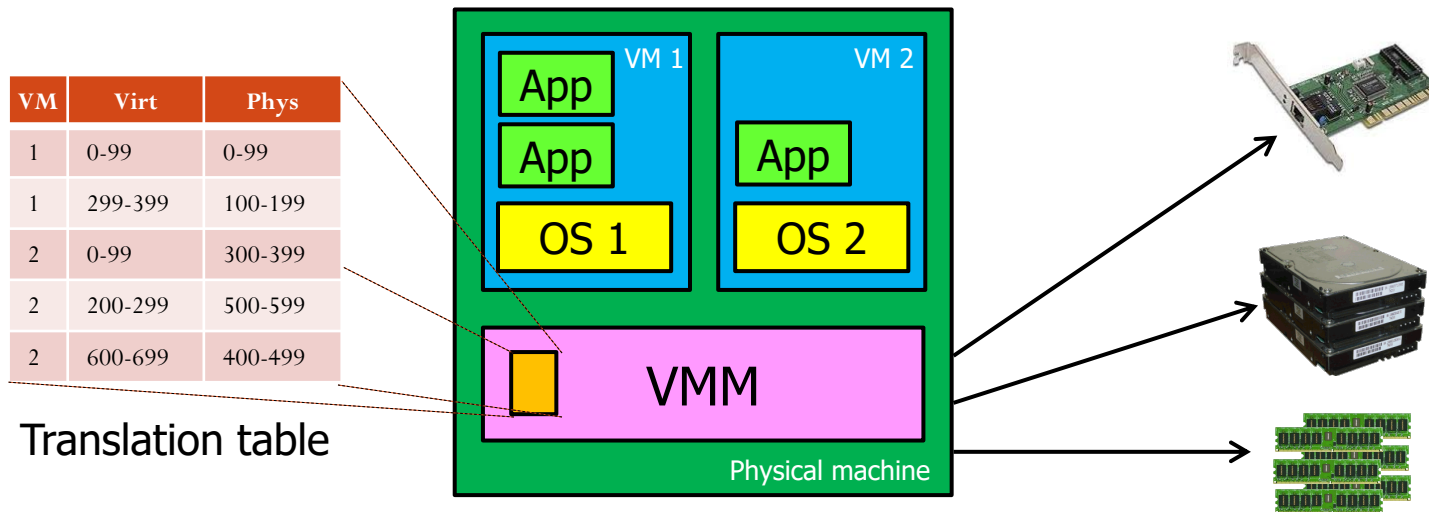 VM Virt Phys
1 0-99 0-99
1 299-399 100-199
2 0-99 300-399
2 200-299 500-599
2 600-699 400-499
Translation table
VM 1
App
App
OS 1
VM 2
App
OS 2
VMM
Physical machine